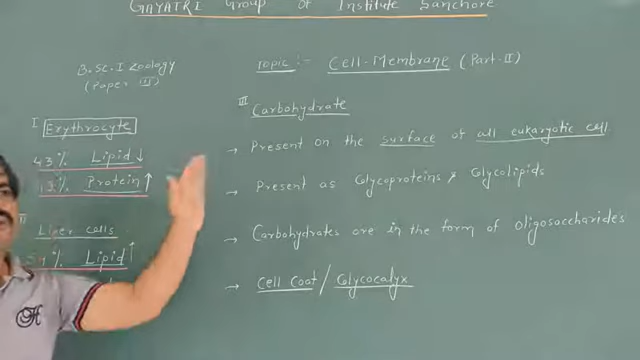 GAYATRI Group of Institute Sanchore
B.Sc. I Zoology
(Paper III)
Topic :- Cell-Membrane (Part-II)
I Erythrocyte
43% Lipid ↓
Protein ↑
II
Liver cells
Lipid ↑
III Carbohydrate
→ Present on the surface of all eukaryotic cell.
→ Present as Glycoproteins & Glycolipids
→ Carbohydrates are in the form of oligosaccharides
→ Cell Coat / Glycocalyx